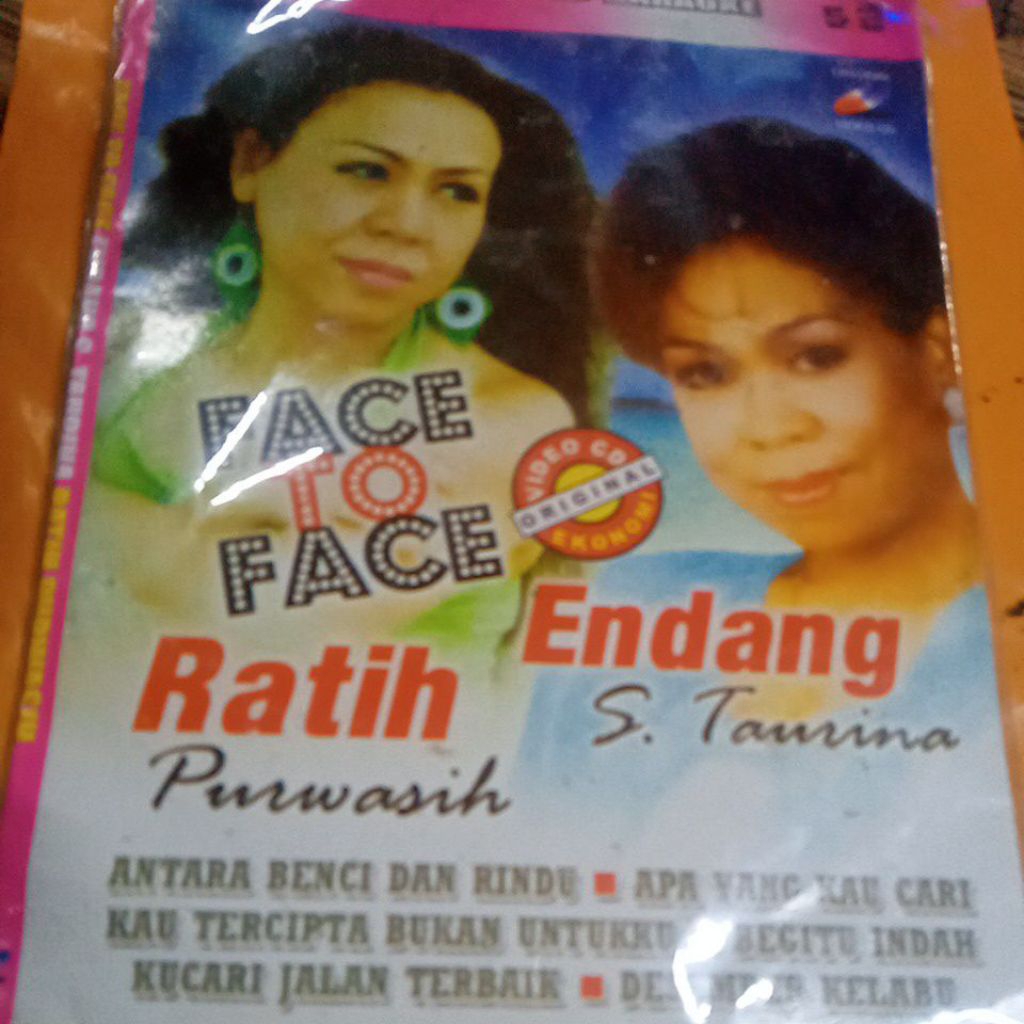 KARAOKE
FACE
TO
FACE
VIDEO CD
ORIGINAL
EKONOMI
Ratih
Purwasih
Endang
S. Taurina
ANTARA BENCI DAN RINDU ▪ APA YANG KAU CARI
KAU TERCIPTA BUKAN UNTUKKU BEGITU INDAH
KUCARI JALAN TERBAIK ▪ KELABU